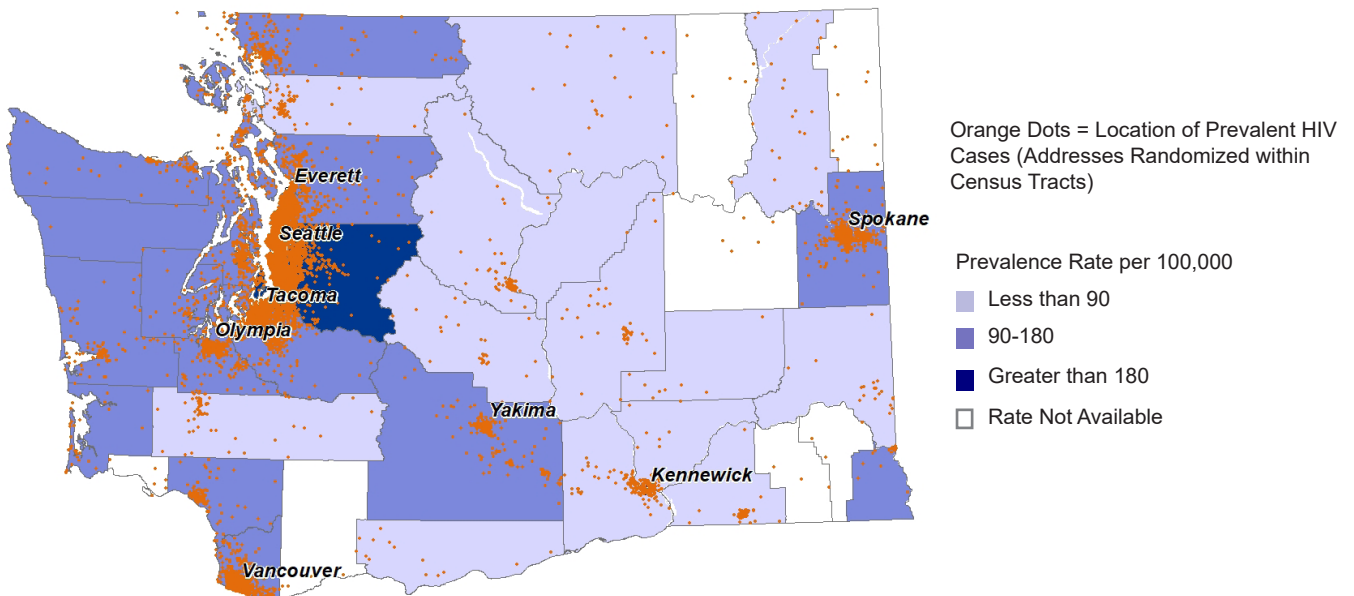 Everett
Seattle
Tacoma
Olympia
Spokane
Yakima
Kennewick
Vancouver
Orange Dots = Location of Prevalent HIV
Cases (Addresses Randomized within
Census Tracts)
Prevalence Rate per 100,000
Less than 90
90-180
Greater than 180
Rate Not Available